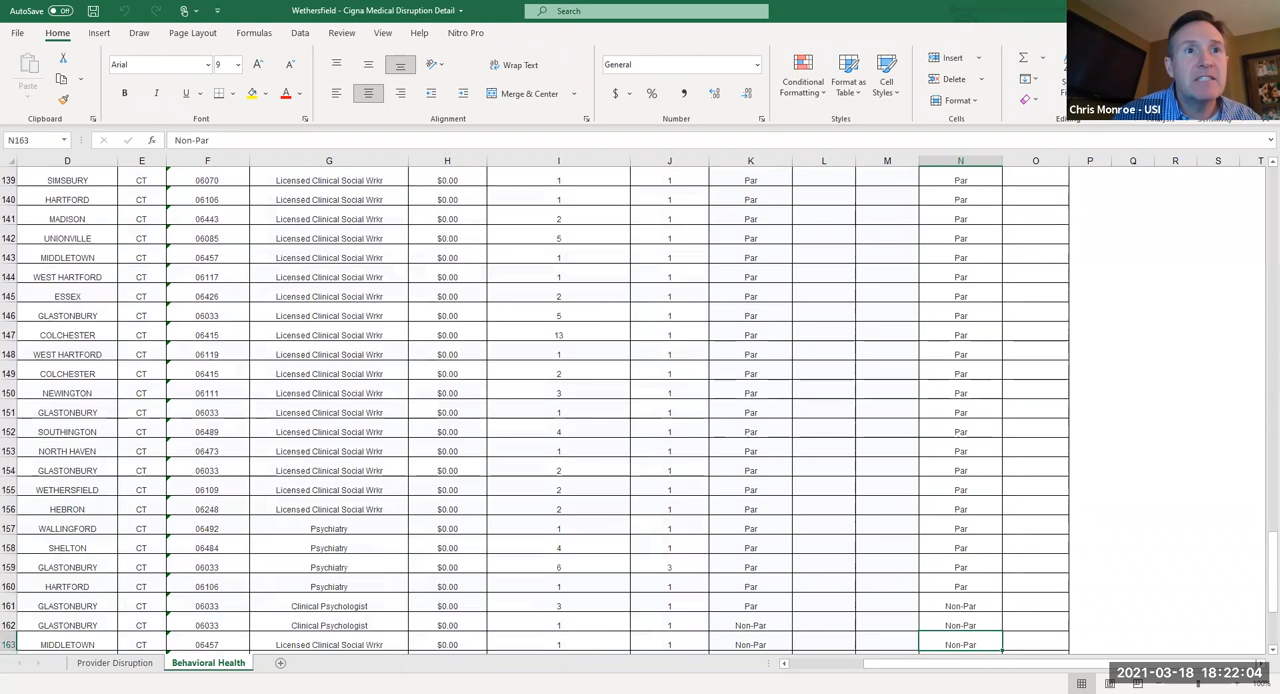 AutoSave Off Wethersfield - Cigna Medical Disruption Detail Search
File Home Insert Draw Page Layout Formulas Data Review View Help Nitro Pro
Paste Arial 9 Wrap Text General Conditional Format as Cell Insert
B U Merge & Center $ % Formatting Table Styles Delete
Format
Clipboard Font Alignment Number Styles Cells
Chris Monroe - USI
N163 fx Non-Par
D E F G H I J K L M N O P Q R S T
139 SIMSBURY CT 06070 Licensed Clinical Social Wrkr $0.00 1 1 Par Par
140 HARTFORD CT 06106 Licensed Clinical Social Wrkr $0.00 1 1 Par Par
141 MADISON CT 06443 Licensed Clinical Social Wrkr $0.00 2 1 Par Par
142 UNIONVILLE CT 06085 Licensed Clinical Social Wrkr $0.00 5 1 Par Par
143 MIDDLETOWN CT 06457 Licensed Clinical Social Wrkr $0.00 1 1 Par Par
144 WEST HARTFORD CT 06117 Licensed Clinical Social Wrkr $0.00 1 1 Par Par
145 ESSEX CT 06426 Licensed Clinical Social Wrkr $0.00 2 1 Par Par
146 GLASTONBURY CT 06033 Licensed Clinical Social Wrkr $0.00 5 1 Par Par
147 COLCHESTER CT 06415 Licensed Clinical Social Wrkr $0.00 13 1 Par Par
148 WEST HARTFORD CT 06119 Licensed Clinical Social Wrkr $0.00 1 1 Par Par
149 COLCHESTER CT 06415 Licensed Clinical Social Wrkr $0.00 2 1 Par Par
150 NEWINGTON CT 06111 Licensed Clinical Social Wrkr $0.00 3 1 Par Par
151 GLASTONBURY CT 06033 Licensed Clinical Social Wrkr $0.00 1 1 Par Par
152 SOUTHINGTON CT 06489 Licensed Clinical Social Wrkr $0.00 4 1 Par Par
153 NORTH HAVEN CT 06473 Licensed Clinical Social Wrkr $0.00 1 1 Par Par
154 GLASTONBURY CT 06033 Licensed Clinical Social Wrkr $0.00 2 1 Par Par
155 WETHERSFIELD CT 06109 Licensed Clinical Social Wrkr $0.00 2 1 Par Par
156 HEBRON CT 06248 Licensed Clinical Social Wrkr $0.00 2 1 Par Par
157 WALLINGFORD CT 06492 Psychiatry $0.00 1 1 Par Par
158 SHELTON CT 06484 Psychiatry $0.00 4 1 Par Par
159 GLASTONBURY CT 06033 Psychiatry $0.00 6 3 Par Par
160 HARTFORD CT 06106 Psychiatry $0.00 1 1 Par Par
161 GLASTONBURY CT 06033 Clinical Psychologist $0.00 3 1 Par Non-Par
162 GLASTONBURY CT 06033 Clinical Psychologist $0.00 1 1 Non-Par Non-Par
163 MIDDLETOWN CT 06457 Licensed Clinical Social Wrkr $0.00 1 1 Non-Par Non-Par
Provider Disruption Behavioral Health
2021-03-18 18:22:04
100%